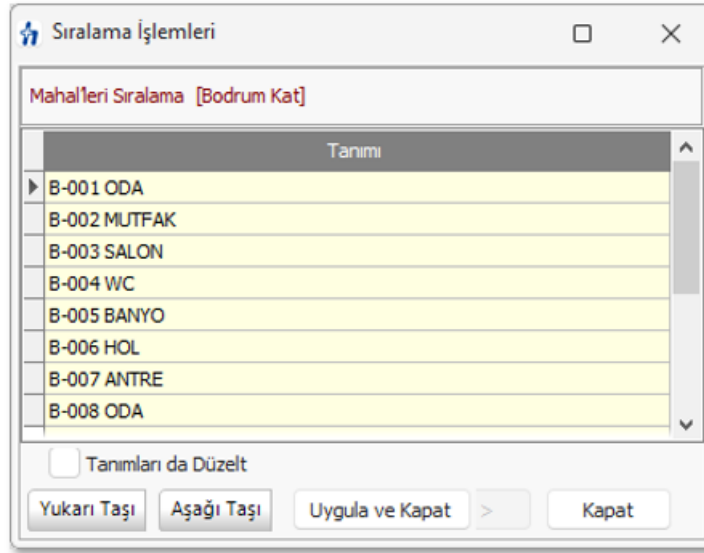 Sıralama İşlemleri
Mahal'leri Sıralama [Bodrum Kat]
Tanımı
B-001 ODA
B-002 MUTFAK
B-003 SALON
B-004 WC
B-005 BANYO
B-006 HOL
B-007 ANTRE
B-008 ODA
Tanımları da Düzelt
Yukarı Taşı Aşağı Taşı Uygula ve Kapat > Kapat